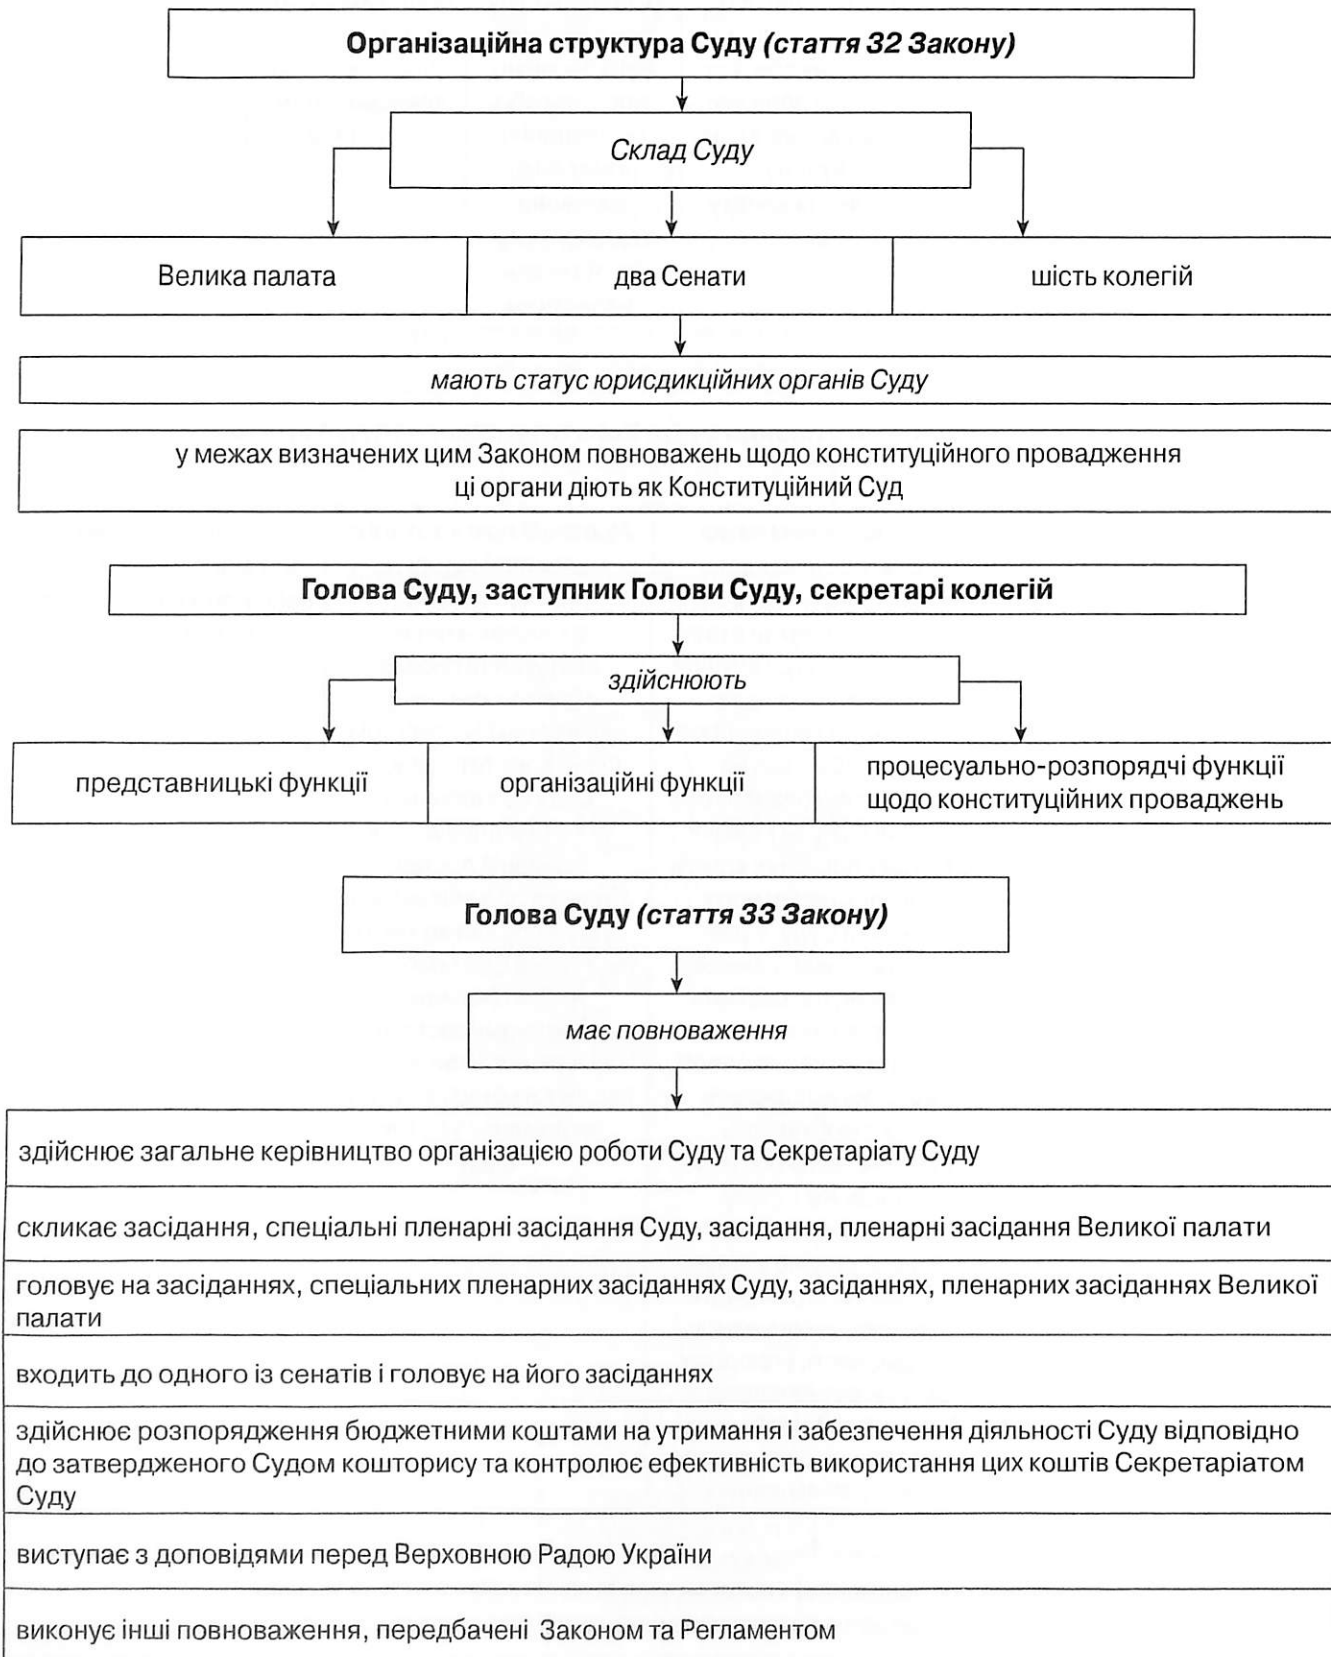 Організаційна структура Суду (стаття 32 Закону)
Склад Суду
Велика палата
два Сенати
шість колегій
мають статус юрисдикційних органів Суду
у межах визначених цим Законом повноважень щодо конституційного провадження
ці органи діють як Конституційний Суд
Голова Суду, заступник Голови Суду, секретарі колегій
здійснюють
представницькі функції
організаційні функції
процесуально-розпорядчі функції
щодо конституційних проваджень
Голова Суду (стаття 33 Закону)
має повноваження
здійснює загальне керівництво організацією роботи Суду та Секретаріату Суду
скликає засідання, спеціальні пленарні засідання Суду, засідання, пленарні засідання Великої палати
головує на засіданнях, спеціальних пленарних засіданнях Суду, засіданнях, пленарних засіданнях Великої
палати
входить до одного із сенатів і головує на його засіданнях
здійснює розпорядження бюджетними коштами на утримання і забезпечення діяльності Суду відповідно
до затвердженого Судом кошторису та контролює ефективність використання цих коштів Секретаріатом
Суду
виступає з доповідями перед Верховною Радою України
виконує інші повноваження, передбачені Законом та Регламентом